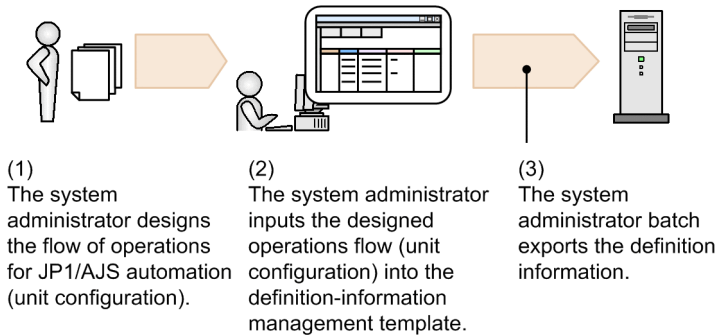 (1)
The system
administrator designs
the flow of operations
for JP1/AJS automation
(unit configuration).
(2)
The system administrator
inputs the designed
operations flow (unit
configuration) into the
definition-information
management template.
(3)
The system
administrator batch
exports the definition
information.